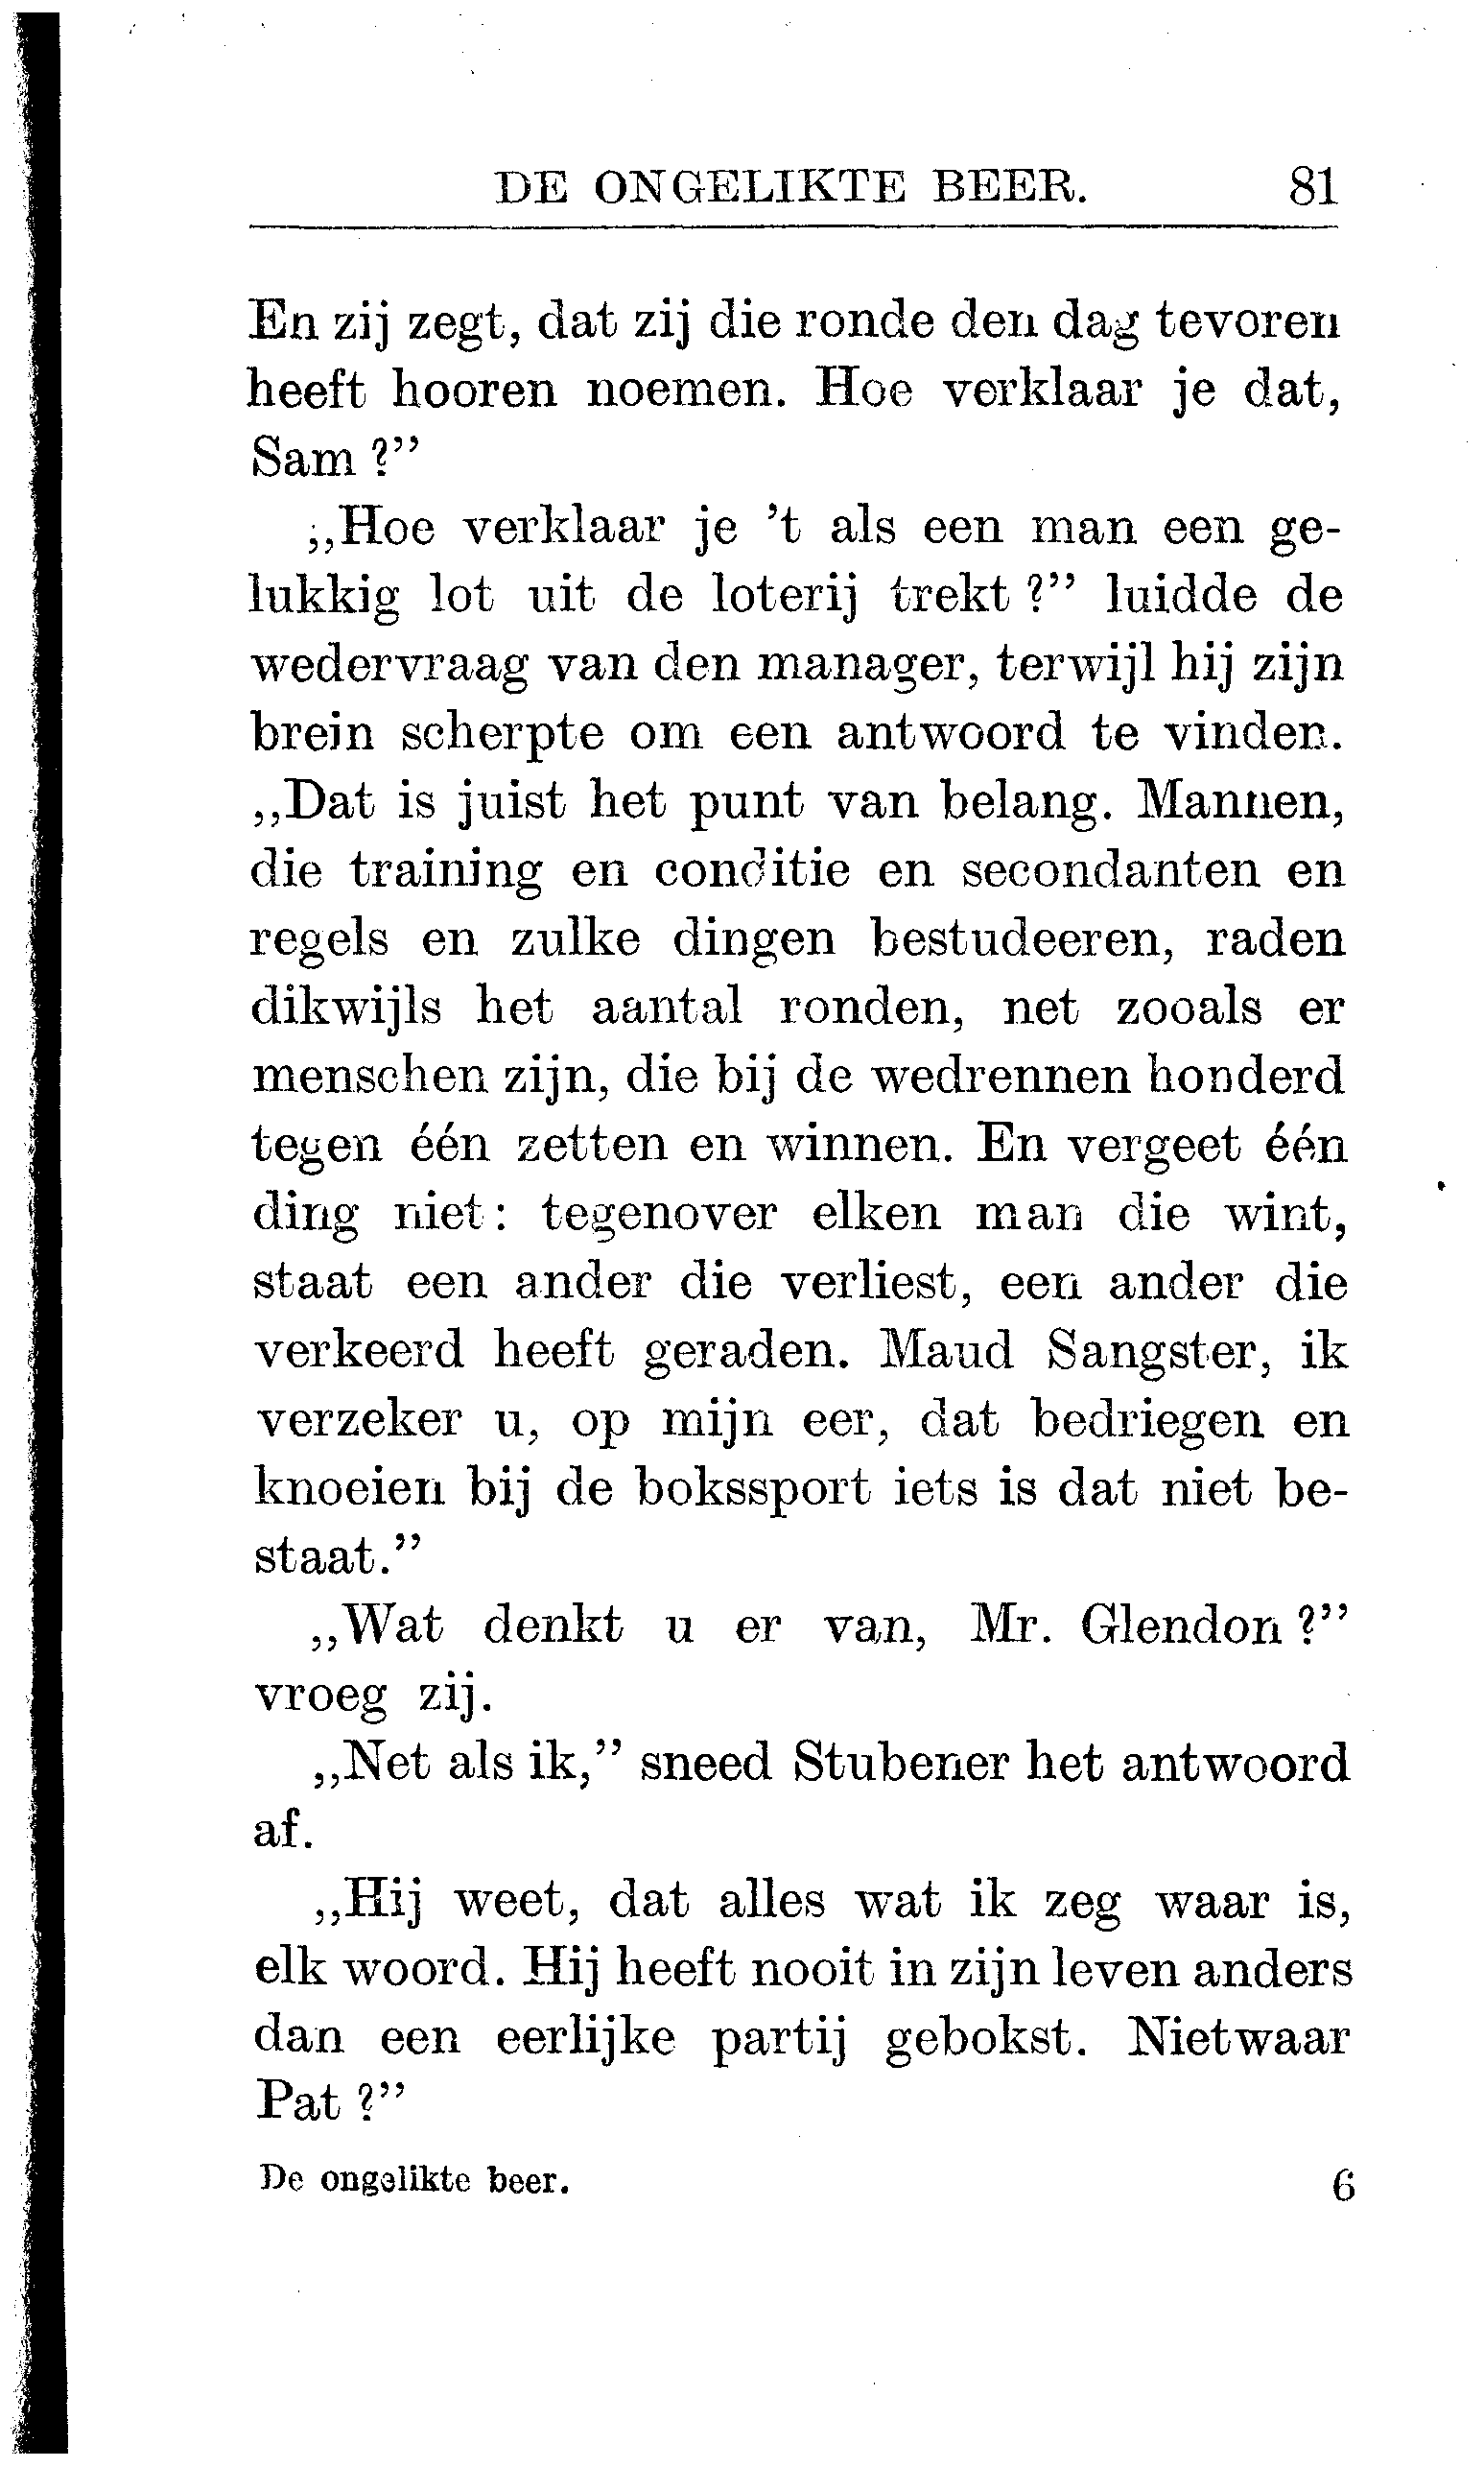 DE ONGELIKTE BEER. 81
En zij zegt, dat zij die ronde den dag tevoren
heeft hooren noemen. Hoe verklaar je dat,
Sam ?”
„Hoe verklaar je ’t als een man een ge-
lukkig lot uit de loterij trekt ?” luidde de
wedervraag van den manager, terwijl hij zijn
brein scherpte om een antwoord te vinden.
„Dat is juist het punt van belang. Mannen,
die training en conditie en secondanten en
regels en zulke dingen bestudeeren, raden
dikwijls het aantal ronden, net zooals er
menschen zijn, die bij de wedrennen honderd
tegen één zetten en winnen. En vergeet één
ding niet: tegenover elken man die wint,
staat een ander die verliest, een ander die
verkeerd heeft geraden. Maud Sangster, ik
verzeker u, op mijn eer, dat bedriegen en
knoeien bij de bokssport iets is dat niet be-
staat.”
„Wat denkt u er van, Mr. Glendon ?”
vroeg zij.
„Net als ik,” sneed Stubener het antwoord
af.
„Hij weet, dat alles wat ik zeg waar is,
elk woord. Hij heeft nooit in zijn leven anders
dan een eerlijke partij gebokst. Nietwaar
Pat ?”
De ongelikte beer. 6